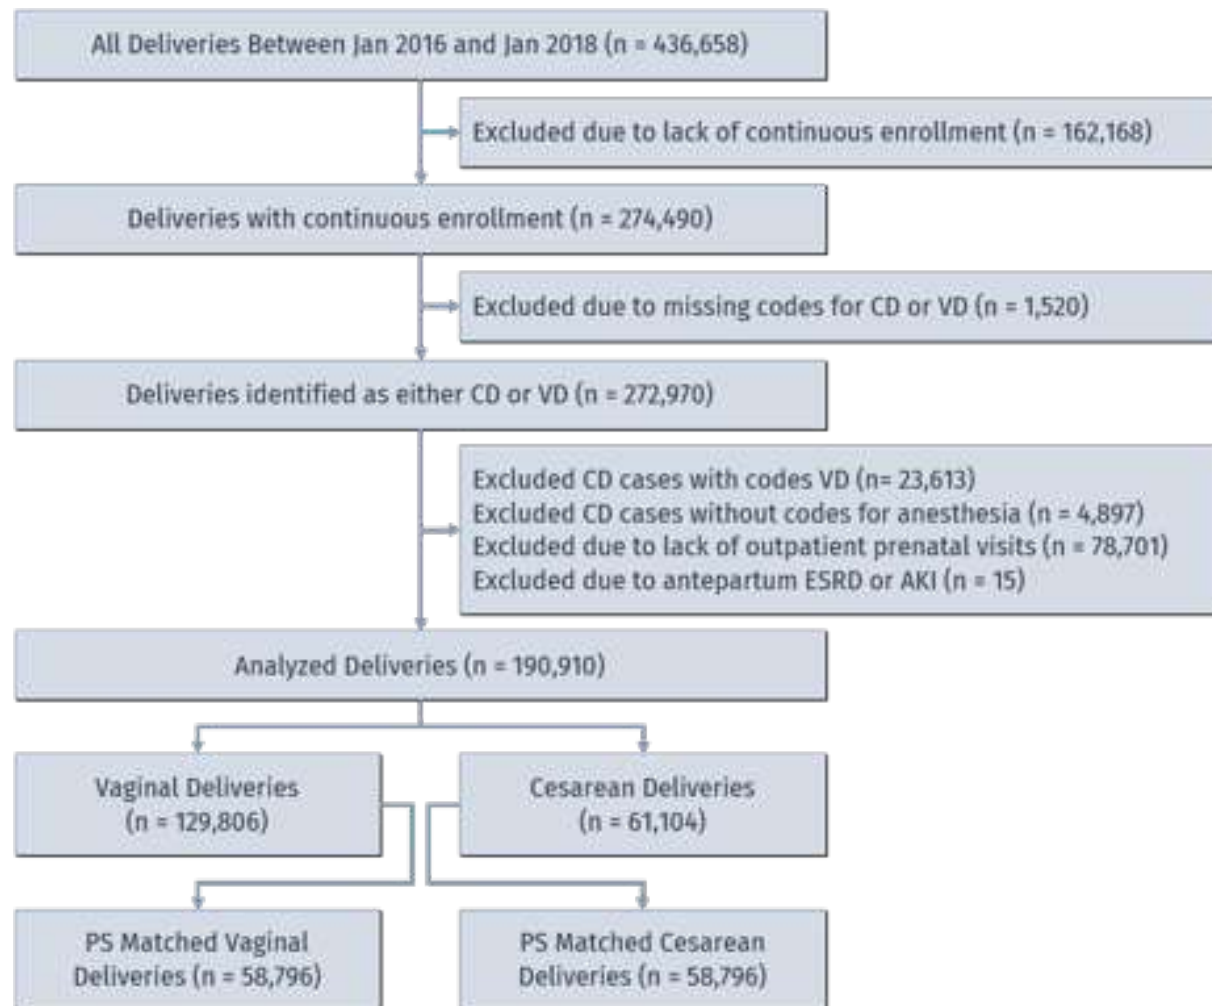 All Deliveries Between Jan 2016 and Jan 2018 (n = 436,658)
Excluded due to lack of continuous enrollment (n = 162,168)
Deliveries with continuous enrollment (n = 274,490)
Excluded due to missing codes for CD or VD (n = 1,520)
Deliveries identified as either CD or VD (n = 272,970)
Excluded CD cases with codes VD (n= 23,613)
Excluded CD cases without codes for anesthesia (n = 4,897)
Excluded due to lack of outpatient prenatal visits (n = 78,701)
Excluded due to antepartum ESRD or AKI (n = 15)
Analyzed Deliveries (n = 190,910)
Vaginal Deliveries
(n = 129,806)
Cesarean Deliveries
(n = 61,104)
PS Matched Vaginal
Deliveries (n = 58,796)
PS Matched Cesarean
Deliveries (n = 58,796)